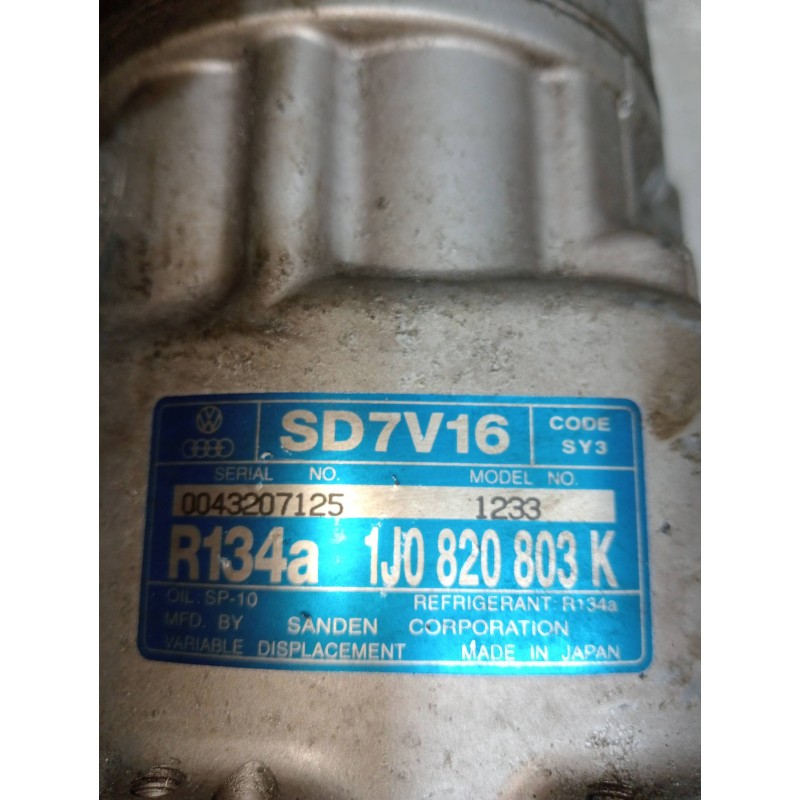 SD7V16
CODE
SY3
SERIAL NO. MODEL NO.
0043207125 1233
R134a 1J0 820 803 K
OIL: SP-10 REFRIGERANT: R134a
MFD. BY SANDEN CORPORATION
VARIABLE DISPLACEMENT MADE IN JAPAN